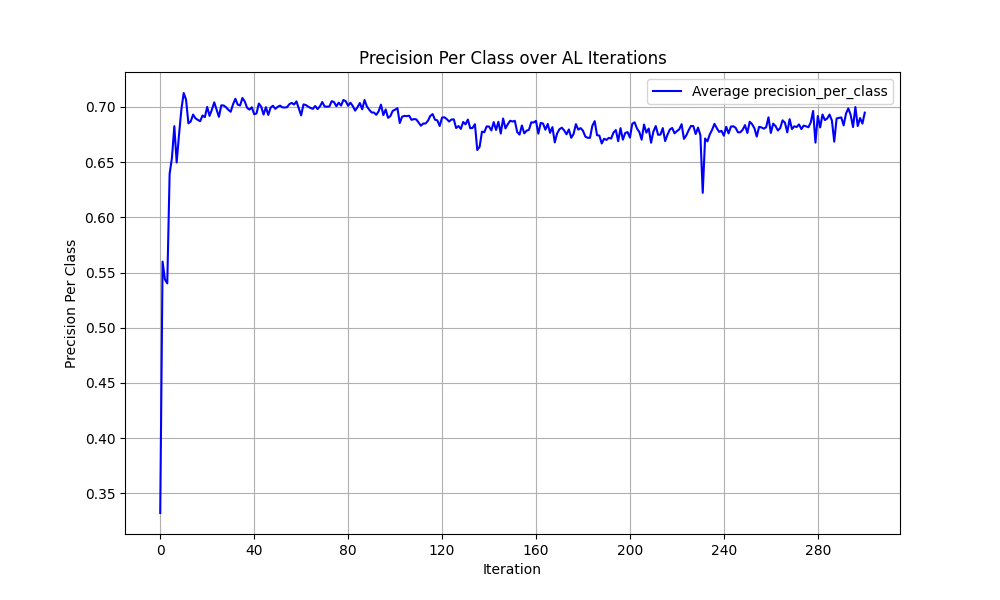 Precision Per Class over AL Iterations
Average precision_per_class
Precision Per Class
0.70
0.65
0.60
0.55
0.50
0.45
0.40
0.35
0 40 80 120 160 200 240 280
Iteration